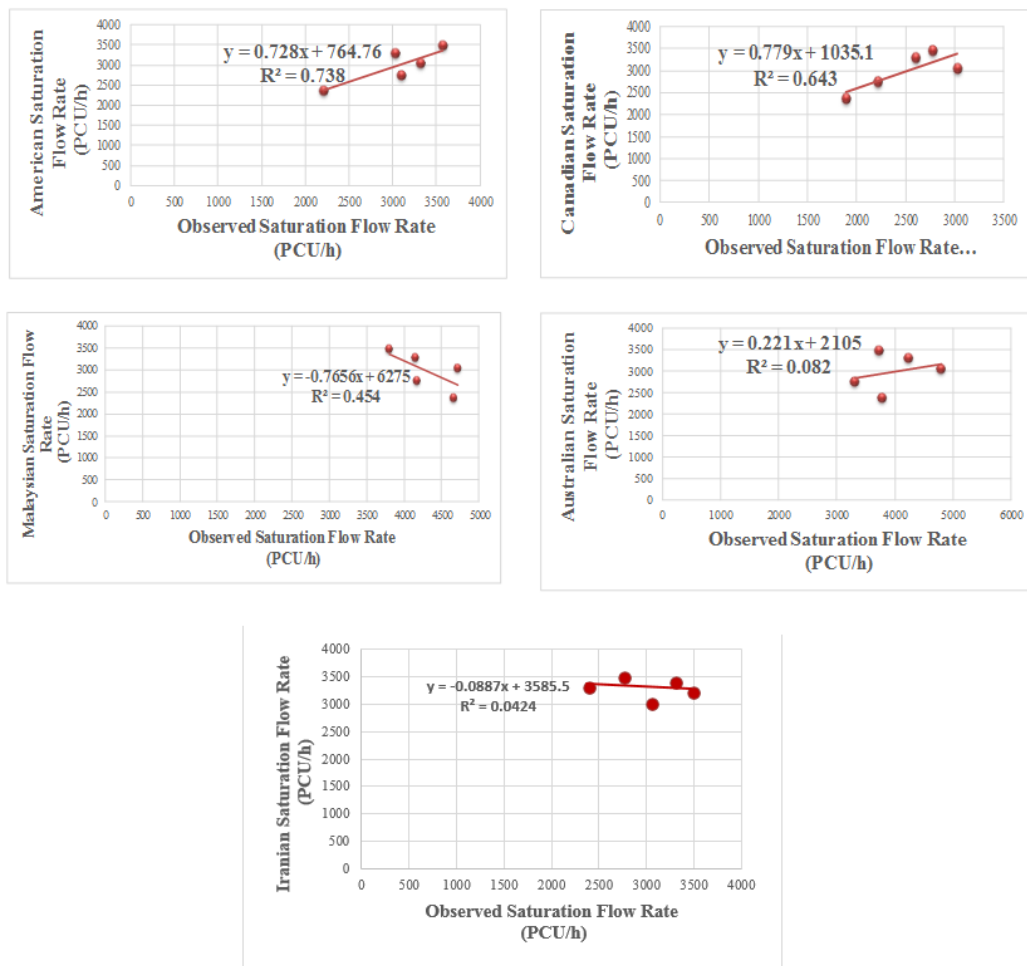 American Saturation
Flow Rate
(PCU/h)
4000
3500
3000
2500
2000
1500
1000
500
0
y = 0.728x + 764.76
R² = 0.738
0 500 1000 1500 2000 2500 3000 3500 4000
Observed Saturation Flow Rate
(PCU/h)
Canadian Saturation
Flow Rate
(PCU/h)
4000
3500
3000
2500
2000
1500
1000
500
0
y = 0.779x + 1035.1
R² = 0.643
0 500 1000 1500 2000 2500 3000 3500
Observed Saturation Flow Rate...
Malaysian Saturation Flow
Rate
(PCU/h)
4000
3500
3000
2500
2000
1500
1000
500
0
y = -0.7656x + 6275
R² = 0.454
0 500 1000 1500 2000 2500 3000 3500 4000 4500 5000
Observed Saturation Flow Rate
(PCU/h)
Australian Saturation
Flow Rate
(PCU/h)
4000
3500
3000
2500
2000
1500
1000
500
0
y = 0.221x + 2105
R² = 0.082
0 1000 2000 3000 4000 5000 6000
Observed Saturation Flow Rate
(PCU/h)
Iranian Saturation Flow Rate
(PCU/h)
4000
3500
3000
2500
2000
1500
1000
500
0
y = -0.0887x + 3585.5
R² = 0.0424
0 500 1000 1500 2000 2500 3000 3500 4000
Observed Saturation Flow Rate
(PCU/h)